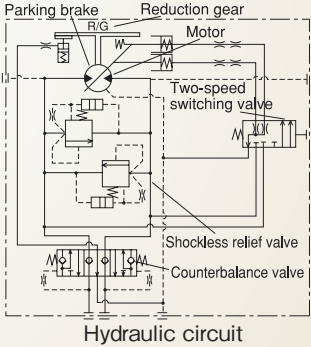 Parking brake
Reduction gear
R/G
Motor
Two-speed
switching valve
Shockless relief valve
Counterbalance valve
Hydraulic circuit